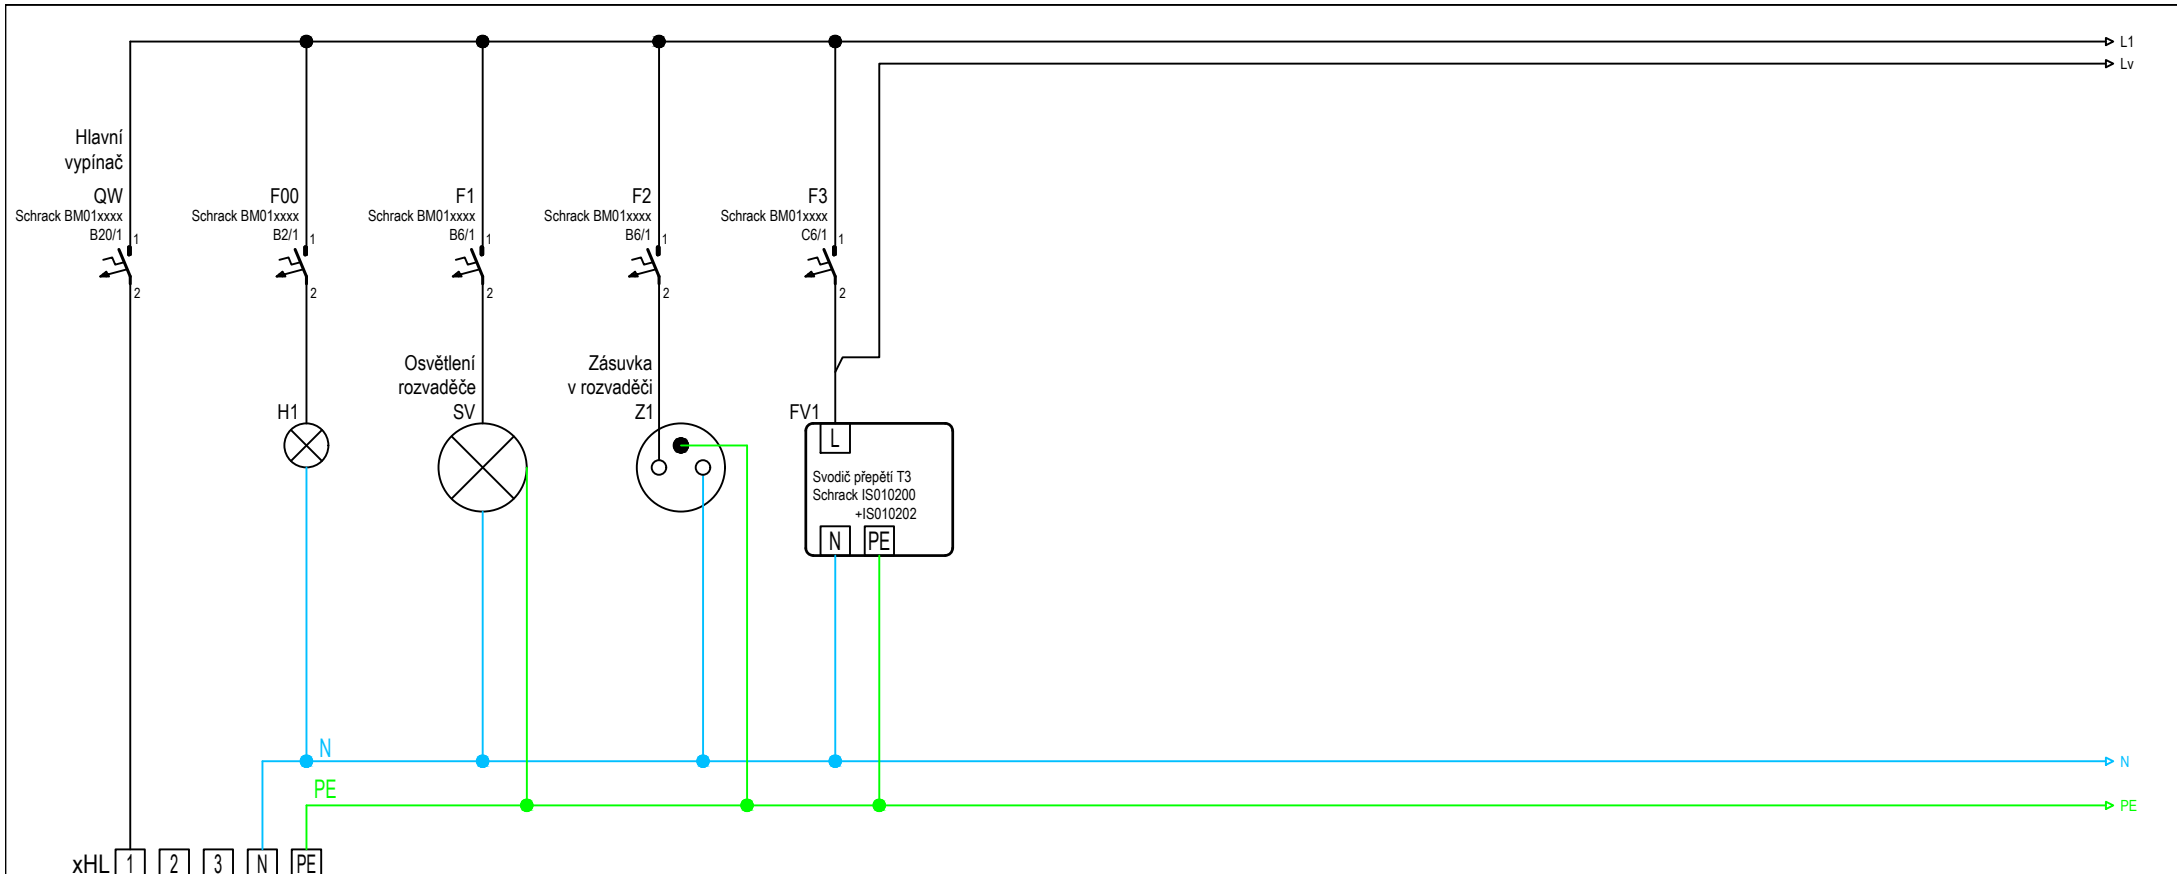 L1
Lv
Hlavní
vypínač
QW
Schrack BM01xxxx
B20/1
1
2
F00
Schrack BM01xxxx
B2/1
1
2
F1
Schrack BM01xxxx
B6/1
1
2
F2
Schrack BM01xxxx
B6/1
1
2
F3
Schrack BM01xxxx
C6/1
1
2
H1
Osvětlení
rozvaděče
SV
Zásuvka
v rozvaděči
Z1
FV1
L
Svodič přepětí T3
Schrack IS010200
+IS010202
N
PE
N
N
PE
PE
xHL 1 2 3 N PE